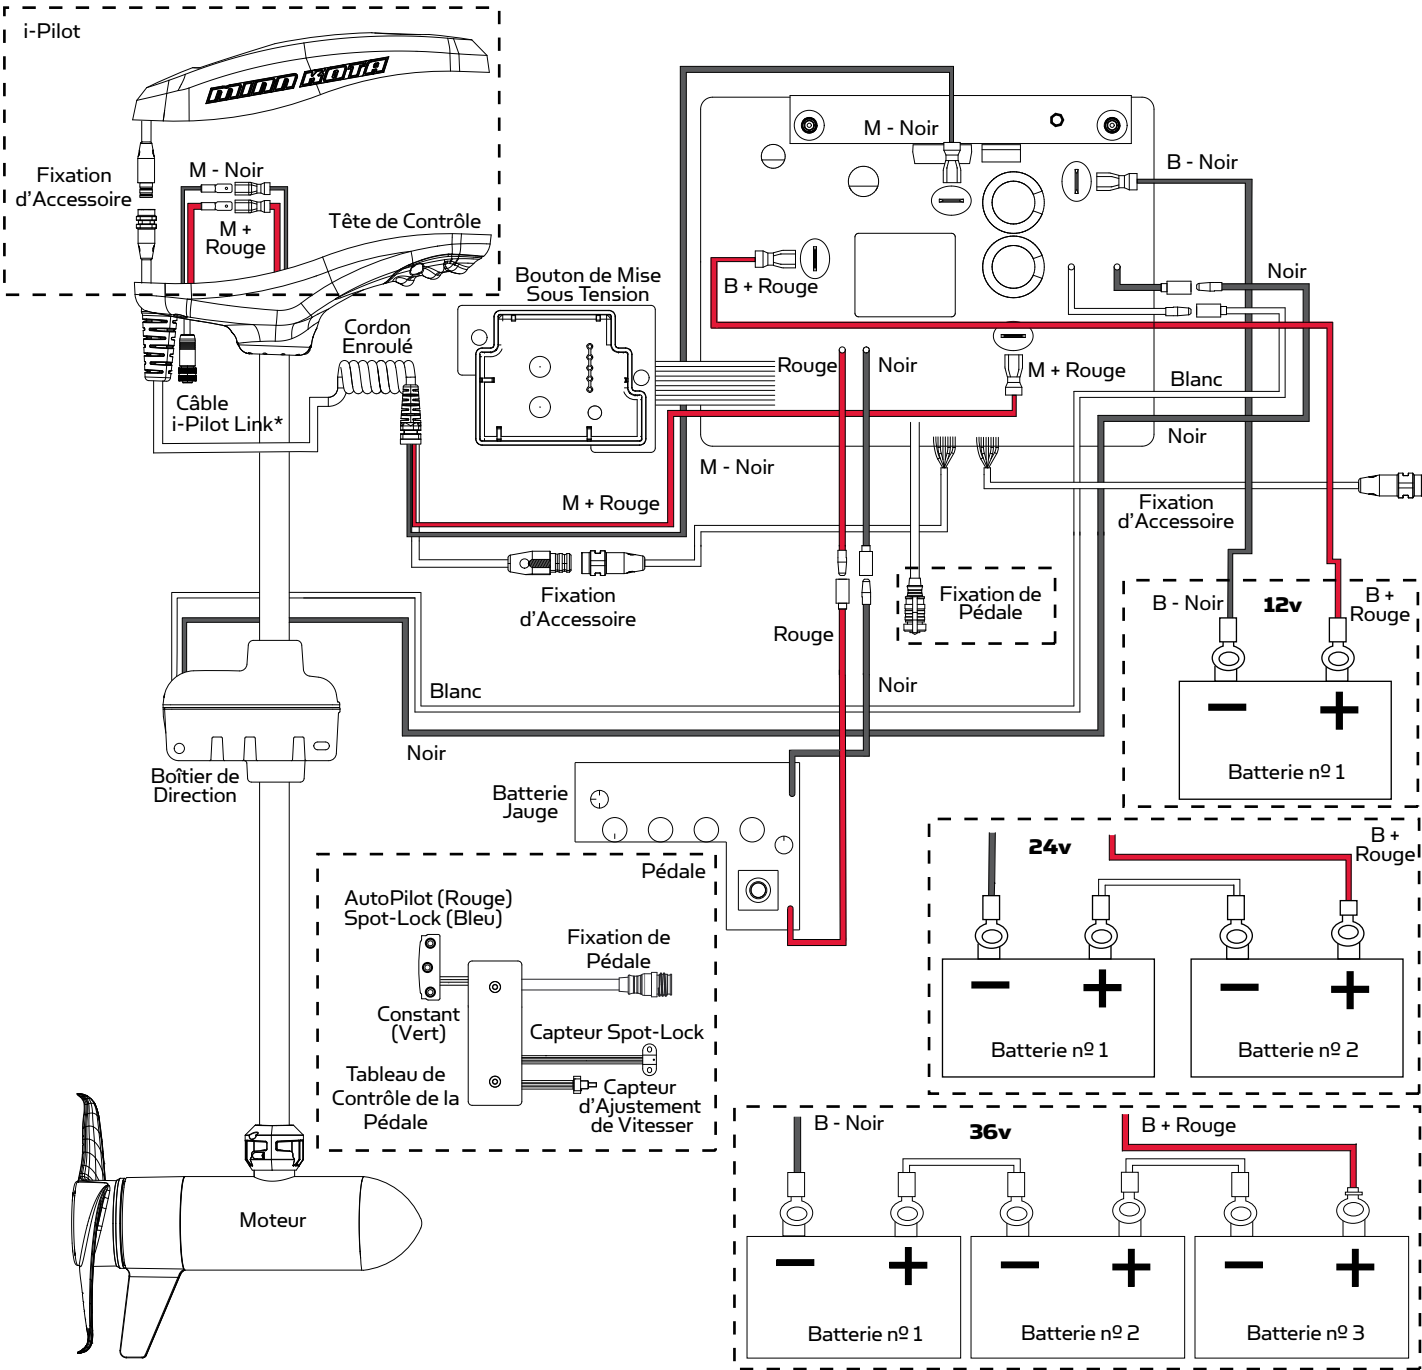 i-Pilot
MINN KOTA
Fixation
d'Accessoire
M - Noir
M +
Rouge
Tête de Contrôle
Câble
i-Pilot Link*
Cordon
Enroulé
Bouton de Mise
Sous Tension
M - Noir
B - Noir
B + Rouge
Noir
Rouge
Noir
M + Rouge
Blanc
Noir
M - Noir
M + Rouge
Fixation
d'Accessoire
Fixation
d'Accessoire
Fixation de
Pédale
Rouge
Noir
Blanc
Noir
Boîtier de
Direction
B - Noir
12v
B +
Rouge
Batterie nº 1
Batterie
Jauge
Pédale
24v
B +
Rouge
Batterie nº 1
Batterie nº 2
AutoPilot (Rouge)
Spot-Lock (Bleu)
Fixation de
Pédale
Constant
(Vert)
Capteur Spot-Lock
Tableau de
Contrôle de la
Pédale
Capteur
d'Ajustement
de Vitesser
B - Noir
36v
B + Rouge
Batterie nº 1
Batterie nº 2
Batterie nº 3
Moteur